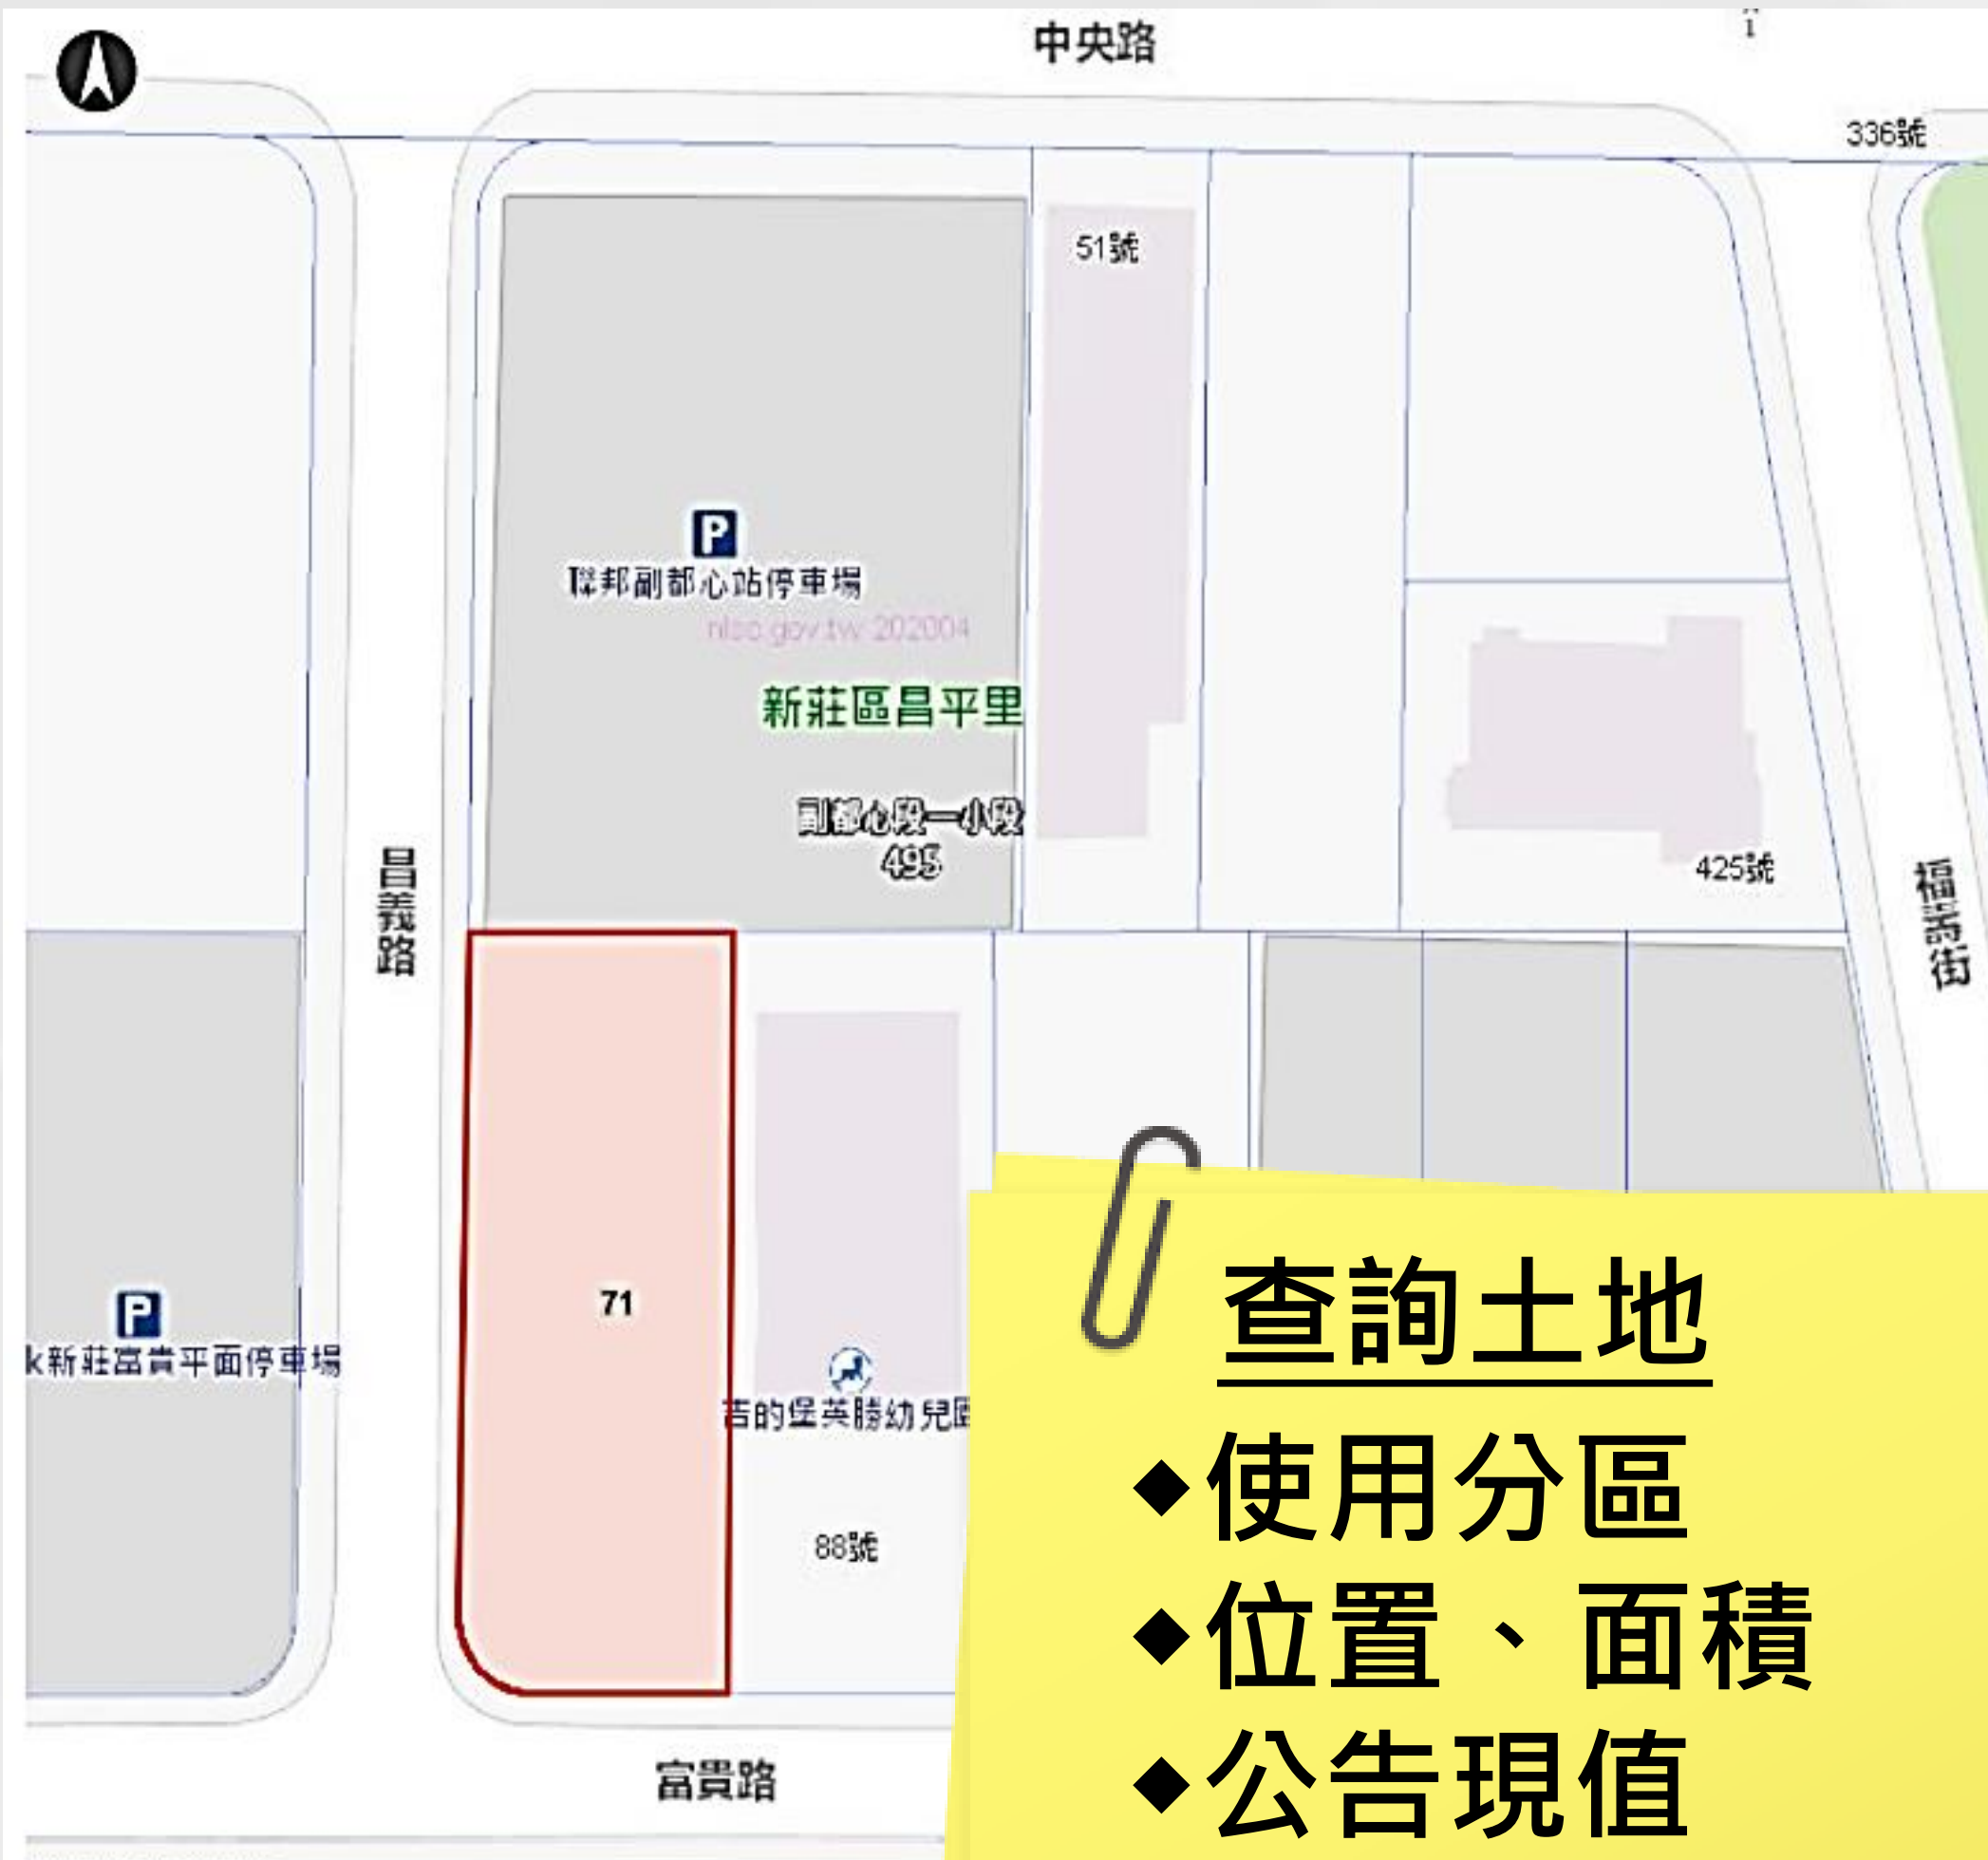 中央路
336號
51號
聯邦副都心站停車場
nlsc.gov.tw 202004
新莊區昌平里
副都心段一小段
495
425號
昌義路
福壽街
71
k新莊富貴平面停車場
吉的堡英勝幼兒園
88號
富貴路
查詢土地
◆使用分區
◆位置、面積
◆公告現值